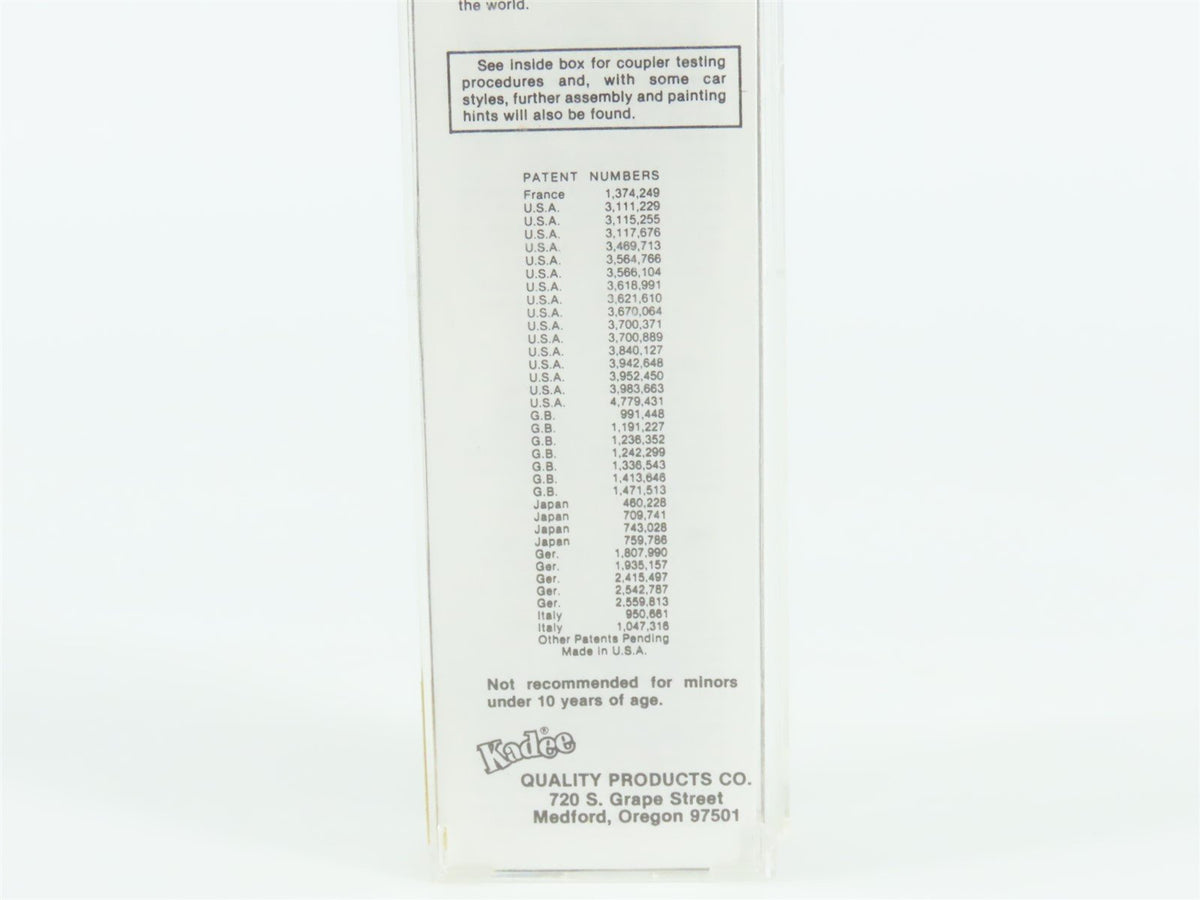 the world.
See inside box for coupler testing
procedures and, with some car
styles, further assembly and painting
hints will also be found.
PATENT NUMBERS
France 1,374,249
U.S.A. 3,111,229
U.S.A. 3,115,255
U.S.A. 3,117,676
U.S.A. 3,469,713
U.S.A. 3,564,766
U.S.A. 3,566,104
U.S.A. 3,618,991
U.S.A. 3,621,610
U.S.A. 3,670,064
U.S.A. 3,700,371
U.S.A. 3,700,889
U.S.A. 3,840,127
U.S.A. 3,942,648
U.S.A. 3,952,450
U.S.A. 3,983,663
U.S.A. 4,779,431
G.B. 991,448
G.B. 1,191,227
G.B. 1,236,352
G.B. 1,242,299
G.B. 1,336,543
G.B. 1,413,646
G.B. 1,471,513
Japan 460,228
Japan 709,741
Japan 743,028
Japan 759,786
Ger. 1,807,990
Ger. 1,935,157
Ger. 2,415,497
Ger. 2,542,787
Ger. 2,559,813
Italy 950,661
Italy 1,047,316
Other Patents Pending
Made in U.S.A.
Not recommended for minors
under 10 years of age.
Kadee®
QUALITY PRODUCTS CO.
720 S. Grape Street
Medford, Oregon 97501